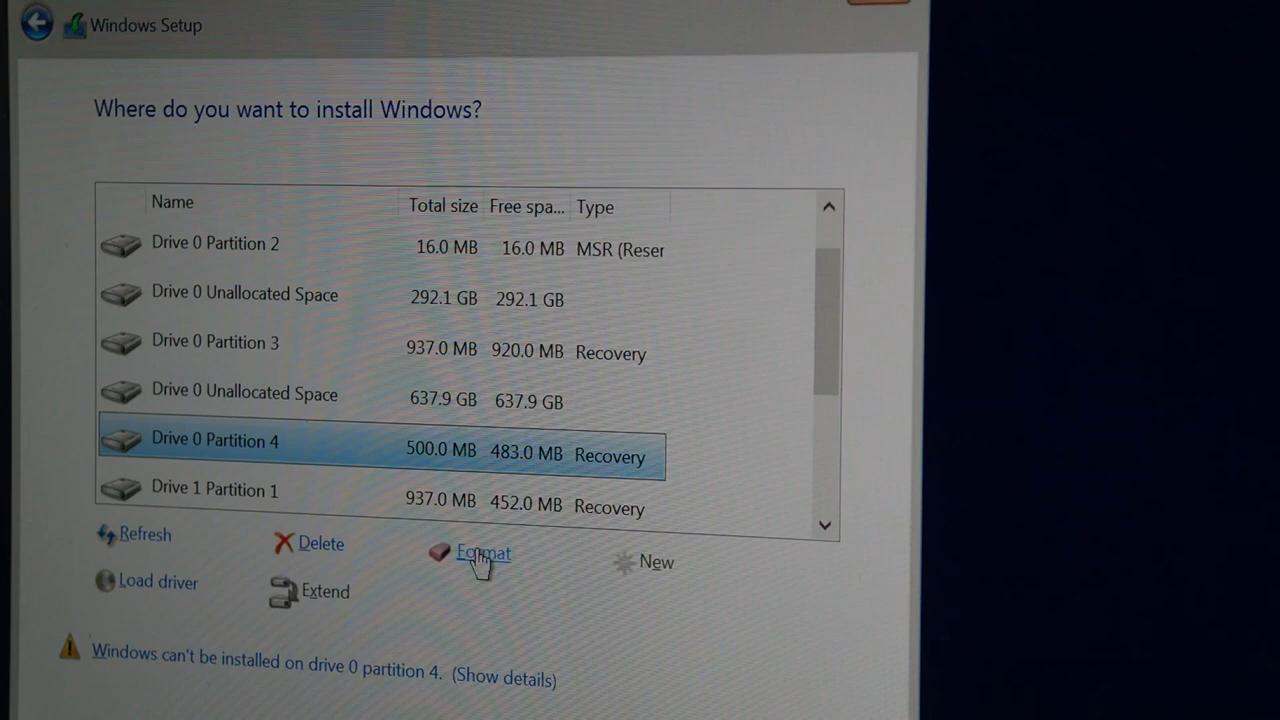 Windows Setup
Where do you want to install Windows?
Name Total size Free spa... Type
Drive 0 Partition 2 16.0 MB 16.0 MB MSR (Reser
Drive 0 Unallocated Space 292.1 GB 292.1 GB
Drive 0 Partition 3 937.0 MB 920.0 MB Recovery
Drive 0 Unallocated Space 637.9 GB 637.9 GB
Drive 0 Partition 4 500.0 MB 483.0 MB Recovery
Drive 1 Partition 1 937.0 MB 452.0 MB Recovery
Refresh Delete Format New
Load driver Extend
Windows can't be installed on drive 0 partition 4. (Show details)